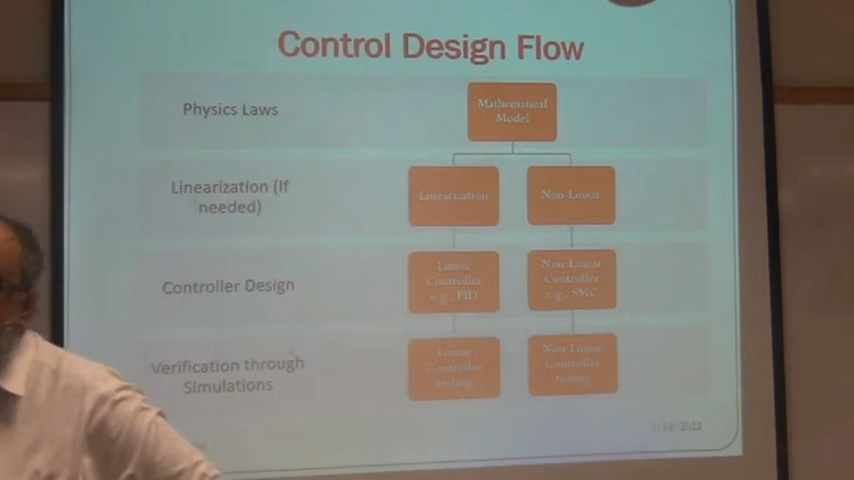 Control Design Flow
Physics Laws
Mathematical
Model
Linearization (If
needed)
Linearization
Non-Linear
Controller Design
Linear
Controller
e.g., PID
Non-Linear
Controller
e.g., SMC
Verification through
Simulations
Linear
Controller
testing
Non-Linear
Controller
testing